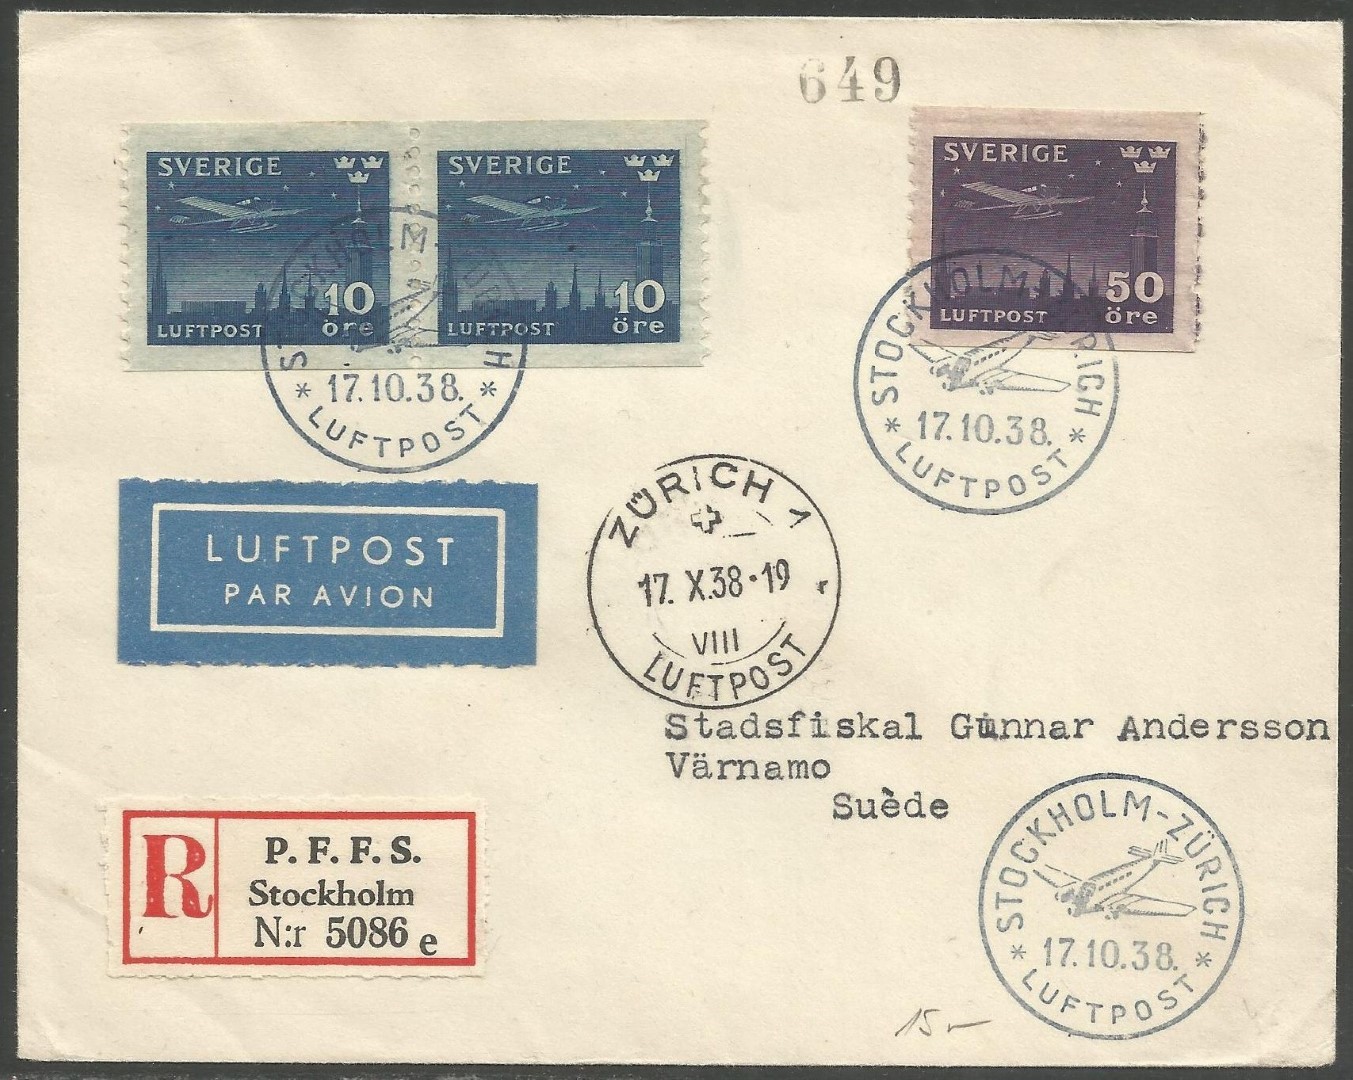 649
SVERIGE
10
öre
LUFTPOST
SVERIGE
10
öre
LUFTPOST
SVERIGE
50
öre
LUFTPOST
STOCKHOLM-ZÜRICH
* 17.10.38. *
LUFTPOST
STOCKHOLM-ZÜRICH
* 17.10.38. *
LUFTPOST
LUFTPOST
PAR AVION
ZÜRICH 1
17. X.38·19
VIII
LUFTPOST
Stadsfiskal Gunnar Andersson
Värnamo
Suède
R
P. F. F. S.
Stockholm
N:r 5086 e
STOCKHOLM-ZÜRICH
* 17.10.38. *
LUFTPOST
15 —